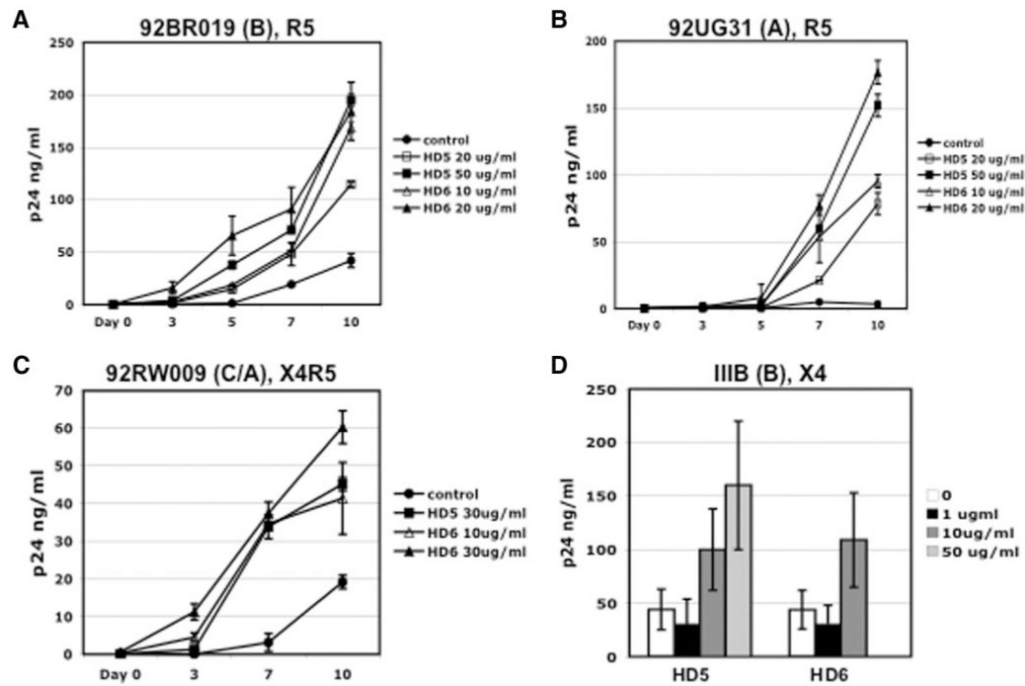 A
92BR019 (B), R5
p24 ng/ml
250
200
150
100
50
0
Day 0 3 5 7 10
control
HD5 20 ug/ml
HD5 50 ug/ml
HD6 10 ug/ml
HD6 20 ug/ml
B
92UG31 (A), R5
p24 ng/ml
200
150
100
50
0
Day 0 3 5 7 10
control
HD5 20 ug/ml
HD5 50 ug/ml
HD6 10 ug/ml
HD6 20 ug/ml
C
92RW009 (C/A), X4R5
p24 ng/ml
70
60
50
40
30
20
10
0
Day 0 3 7 10
control
HD5 30ug/ml
HD6 10ug/ml
HD6 30ug/ml
D
IIIB (B), X4
p24 ng/ml
250
200
150
100
50
0
HD5 HD6
0
1 ugml
10ug/ml
50 ug/ml